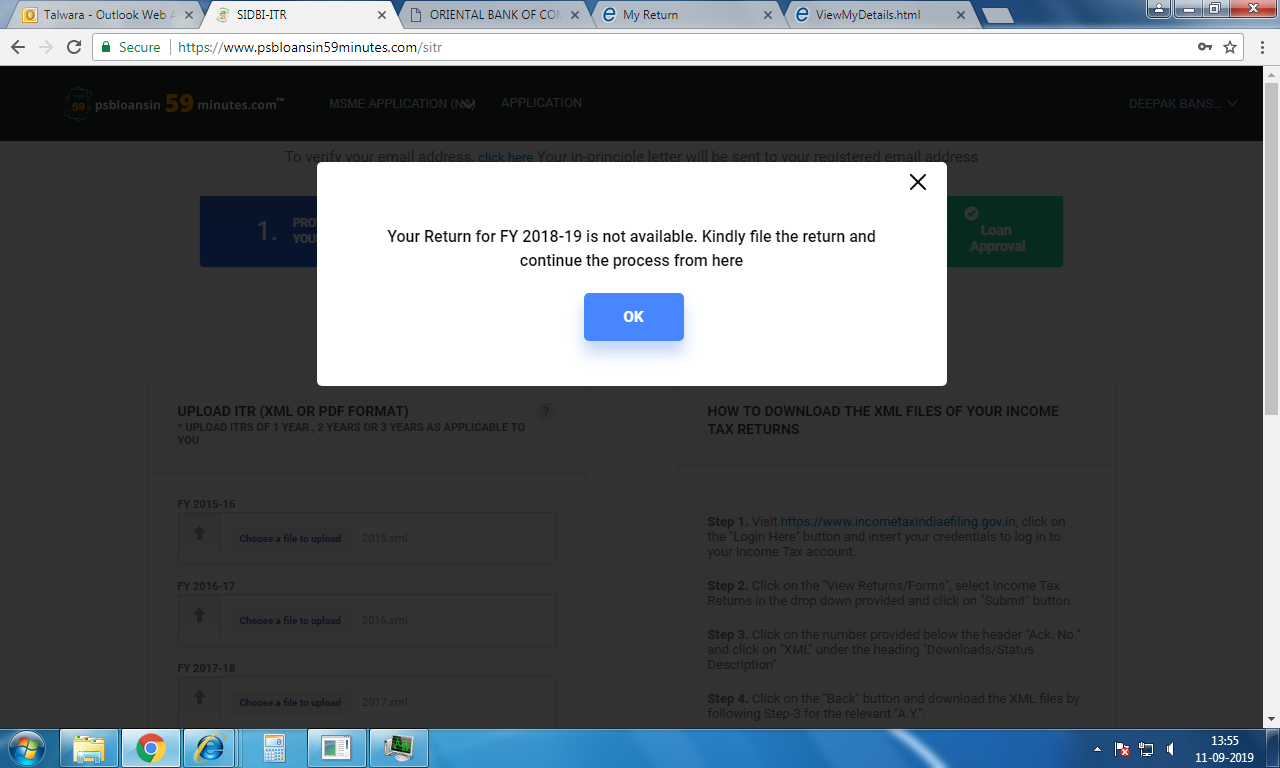 Talwara - Outlook Web A
SIDBI-ITR
ORIENTAL BANK OF CON
My Return
ViewMyDetails.html
Secure
https://www.psbloansin59minutes.com/sitr
59
psbloansin 59 minutes.com™
MSME APPLICATION
APPLICATION
DEEPAK BANS...
To verify your email address, click here Your in-principle letter will be sent to your registered email address
1.
Loan
Approval
Your Return for FY 2018-19 is not available. Kindly file the return and
continue the process from here
OK
UPLOAD ITR (XML OR PDF FORMAT)
?
* UPLOAD ITRS OF 1 YEAR , 2 YEARS OR 3 YEARS AS APPLICABLE TO
YOU
FY 2015-16
Choose a file to upload
2015.xml
FY 2016-17
Choose a file to upload
2016.xml
FY 2017-18
Choose a file to upload
2017.xml
HOW TO DOWNLOAD THE XML FILES OF YOUR INCOME
TAX RETURNS
Step 1. Visit https://www.incometaxindiaefiling.gov.in, click on
the "Login Here" button and insert your credentials to log in to
your Income Tax account.
Step 2. Click on the "View Returns/Forms", select Income Tax
Returns in the drop down provided and click on "Submit" button.
Step 3. Click on the number provided below the header "Ack. No."
and click on "XML" under the heading "Downloads/Status
Description".
Step 4. Click on the "Back" button and download the XML files by
following Step-3 for the relevant "A.Y.".
13:55
11-09-2019